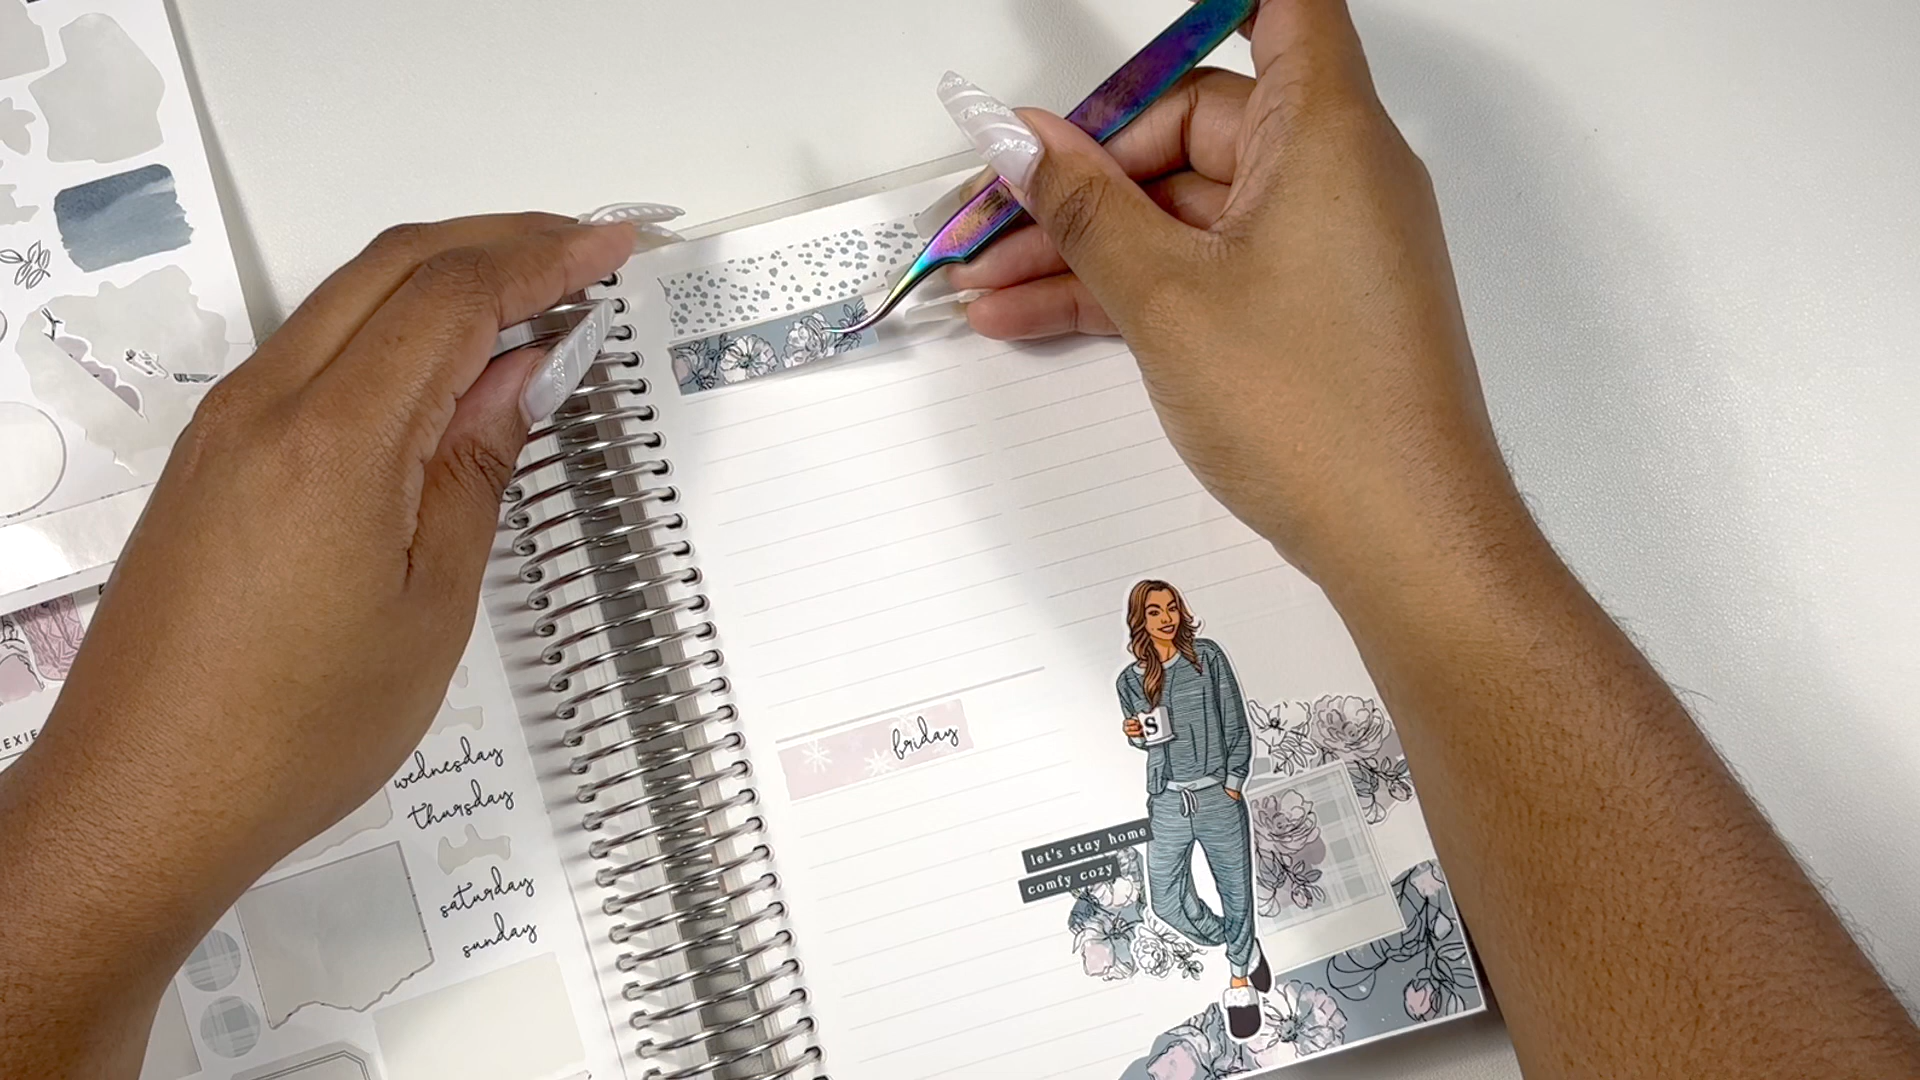 friday
S
let's stay home
comfy cozy
wednesday
thursday
saturday
sunday